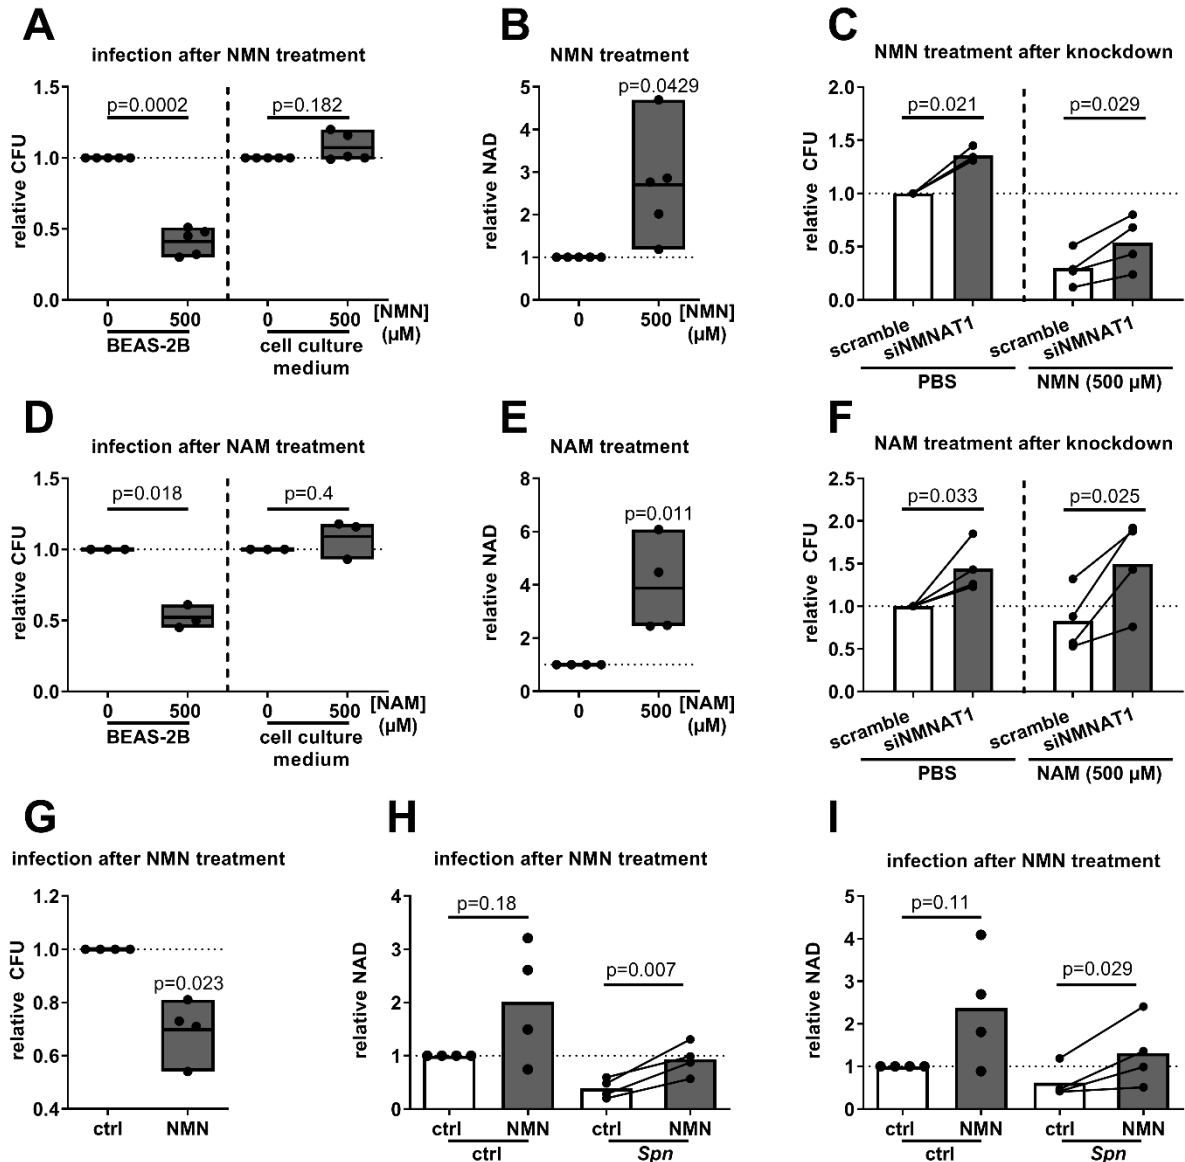 A
infection after NMN treatment
relative CFU
1.5
1.0
0.5
0.0
p=0.0002
p=0.182
0
500
0
500
[NMN]
(µM)
BEAS-2B
cell culture
medium
B
NMN treatment
relative NAD
5
4
3
2
1
0
p=0.0429
0
500
[NMN]
(µM)
C
NMN treatment after knockdown
relative CFU
2.0
1.5
1.0
0.5
0.0
p=0.021
p=0.029
scramble
siNMNAT1
scramble
siNMNAT1
PBS
NMN (500 µM)
D
infection after NAM treatment
relative CFU
1.5
1.0
0.5
0.0
p=0.018
p=0.4
0
500
0
500
[NAM]
(µM)
BEAS-2B
cell culture
medium
E
NAM treatment
relative NAD
8
6
4
2
0
p=0.011
0
500
[NAM]
(µM)
F
NAM treatment after knockdown
relative CFU
2.5
2.0
1.5
1.0
0.5
0.0
p=0.033
p=0.025
scramble
siNMNAT1
scramble
siNMNAT1
PBS
NAM (500 µM)
G
infection after NMN treatment
relative CFU
1.2
1.0
0.8
0.6
0.4
p=0.023
ctrl
NMN
H
infection after NMN treatment
relative NAD
4
3
2
1
0
p=0.18
p=0.007
ctrl
NMN
ctrl
NMN
ctrl
Spn
I
infection after NMN treatment
relative NAD
5
4
3
2
1
0
p=0.11
p=0.029
ctrl
NMN
ctrl
NMN
ctrl
Spn